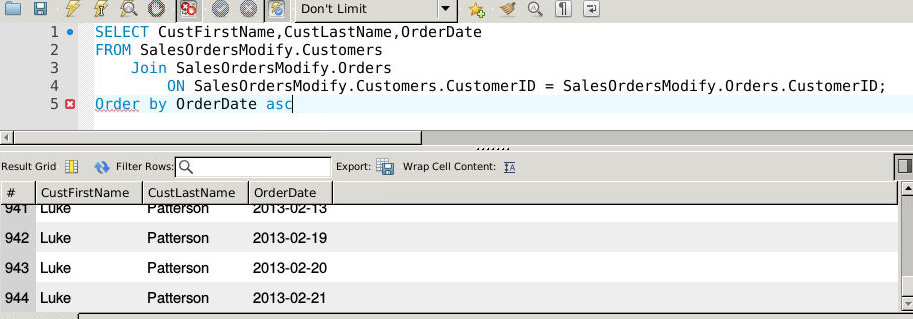 Don't Limit
1 SELECT CustFirstName,CustLastName,OrderDate
2 FROM SalesOrdersModify.Customers
3 Join SalesOrdersModify.Orders
4 ON SalesOrdersModify.Customers.CustomerID = SalesOrdersModify.Orders.CustomerID;
5 Order by OrderDate asc
Result Grid Filter Rows: Export: Wrap Cell Content:
# CustFirstName CustLastName OrderDate
941 Luke Patterson 2013-02-13
942 Luke Patterson 2013-02-19
943 Luke Patterson 2013-02-20
944 Luke Patterson 2013-02-21